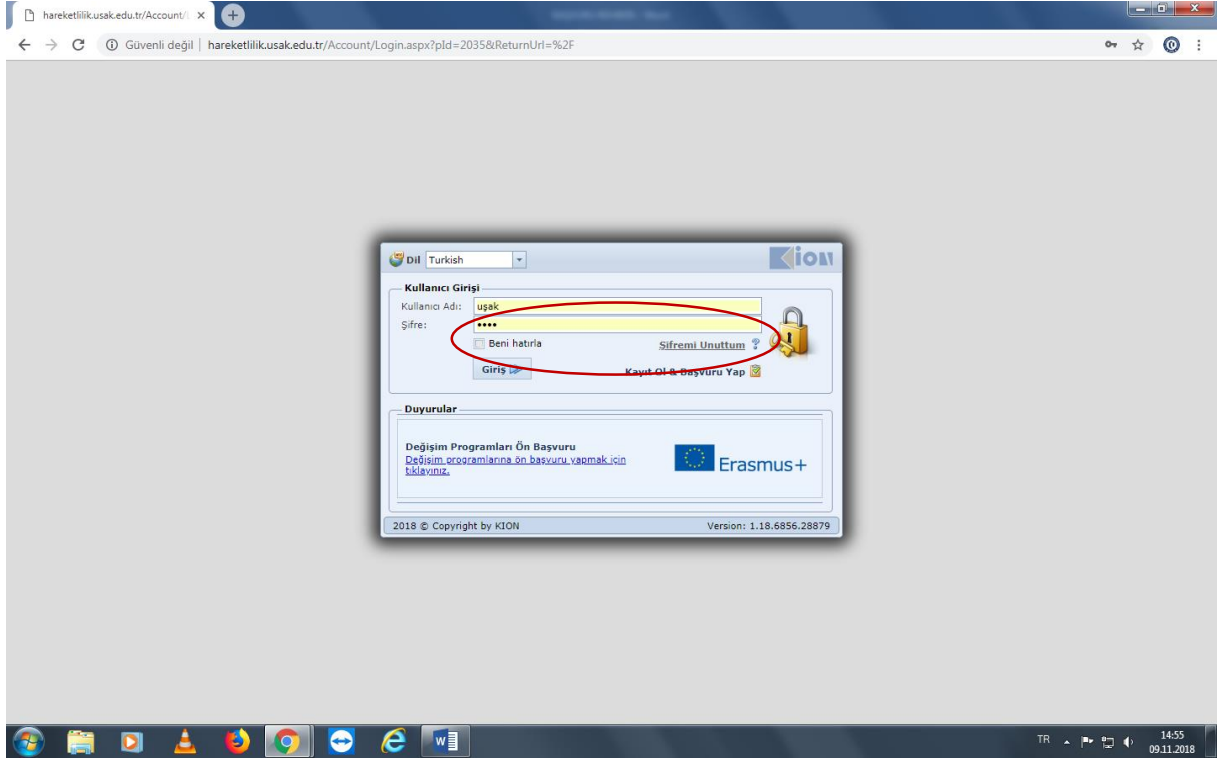 hareketlilik.usak.edu.tr/Account/
Güvenli değil | hareketlilik.usak.edu.tr/Account/Login.aspx?pId=2035&ReturnUrl=%2F
Dil Turkish
Kion
Kullanıcı Girişi
Kullanıcı Adı: uşak
Şifre: ••••
Beni hatırla
Şifremi Unuttum ?
Giriş
Kayıt Ol & Başvuru Yap
Duyurular
Değişim Programları Ön Başvuru
Değişim programlarına ön başvuru yapmak için
tıklayınız.
Erasmus+
2018 © Copyright by KION
Version: 1.18.6856.28879
TR
14:55
09.11.2018